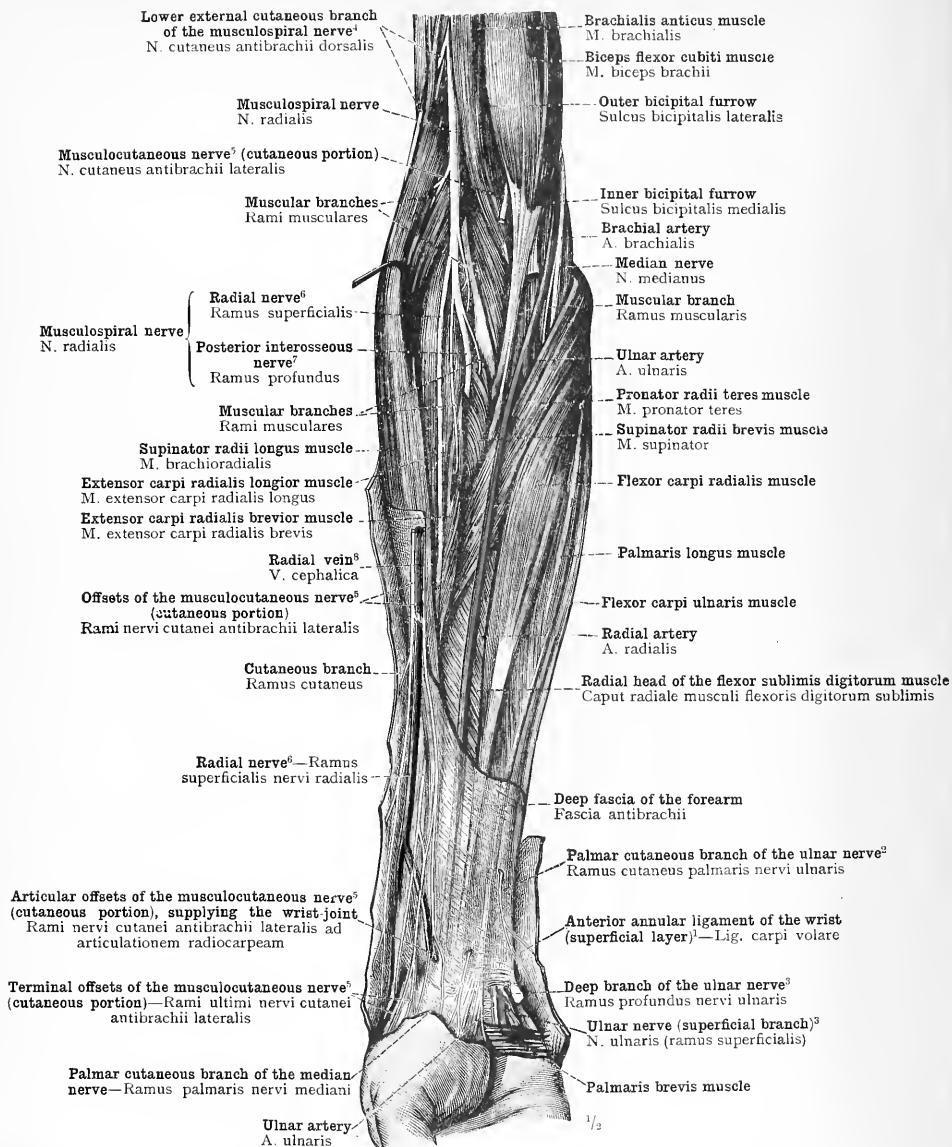 Lower external cutaneous branch
of the musculospiral nerve⁴
N. cutaneus antibrachii dorsalis
Musculospiral nerve
N. radialis
Musculocutaneous nerve⁵ (cutaneous portion)
N. cutaneus antibrachii lateralis
Muscular branches
Rami musculares
Musculospiral nerve
N. radialis
Radial nerve⁶
Ramus superficialis
Posterior interosseous
nerve⁷
Ramus profundus
Muscular branches
Rami musculares
Supinator radii longus muscle
M. brachioradialis
Extensor carpi radialis longior muscle
M. extensor carpi radialis longus
Extensor carpi radialis brevior muscle
M. extensor carpi radialis brevis
Radial vein⁸
V. cephalica
Offsets of the musculocutaneous nerve⁵
(cutaneous portion)
Rami nervi cutanei antibrachii lateralis
Cutaneous branch
Ramus cutaneus
Radial nerve⁶—Ramus
superficialis nervi radialis
Articular offsets of the musculocutaneous nerve⁵
(cutaneous portion), supplying the wrist-joint
Rami nervi cutanei antibrachii lateralis ad
articulationem radiocarpeam
Terminal offsets of the musculocutaneous nerve⁵
(cutaneous portion)—Rami ultimi nervi cutanei
antibrachii lateralis
Palmar cutaneous branch of the median
nerve—Ramus palmaris nervi mediani
Ulnar artery
A. ulnaris
Brachialis anticus muscle
M. brachialis
Biceps flexor cubiti muscle
M. biceps brachii
Outer bicipital furrow
Sulcus bicipitalis lateralis
Inner bicipital furrow
Sulcus bicipitalis medialis
Brachial artery
A. brachialis
Median nerve
N. medianus
Muscular branch
Ramus muscularis
Ulnar artery
A. ulnaris
Pronator radii teres muscle
M. pronator teres
Supinator radii brevis muscle
M. supinator
Flexor carpi radialis muscle
Palmaris longus muscle
Flexor carpi ulnaris muscle
Radial artery
A. radialis
Radial head of the flexor sublimis digitorum muscle
Caput radiale musculi flexoris digitorum sublimis
Deep fascia of the forearm
Fascia antibrachii
Palmar cutaneous branch of the ulnar nerve²
Ramus cutaneus palmaris nervi ulnaris
Anterior annular ligament of the wrist
(superficial layer)¹—Lig. carpi volare
Deep branch of the ulnar nerve³
Ramus profundus nervi ulnaris
Ulnar nerve (superficial branch)³
N. ulnaris (ramus superficialis)
Palmaris brevis muscle
1/2